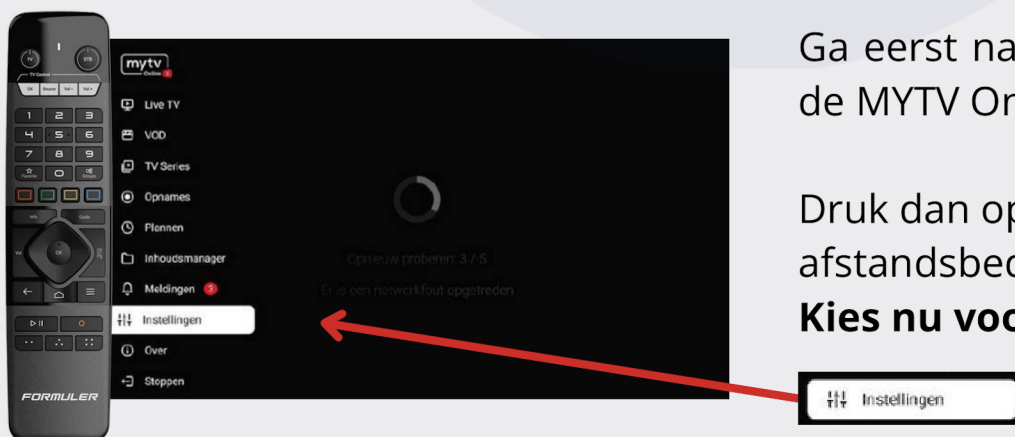 TV
STB
TV Control
OK Source Vol- Vol+
1 2 3
4 5 6
7 8 9
Favorite 0 Groups
Info Guide
Vol OK
FORMULER
mytv
Online 3
Live TV
VOD
TV Series
Opnames
Plannen
Inhoudsmanager
Meldingen 3
Instellingen
Over
Stoppen
Opnieuw proberen: 3 / 5
Er is een netwerkfout opgetreden
Ga eerst na
de MYTV On
Druk dan op
afstandsbed
Kies nu voo
Instellingen